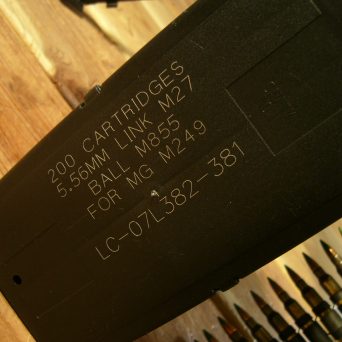 200 CARTRIDGES
5.56MM LINK M27
BALL M855
FOR MG M249
LC-07L382-381